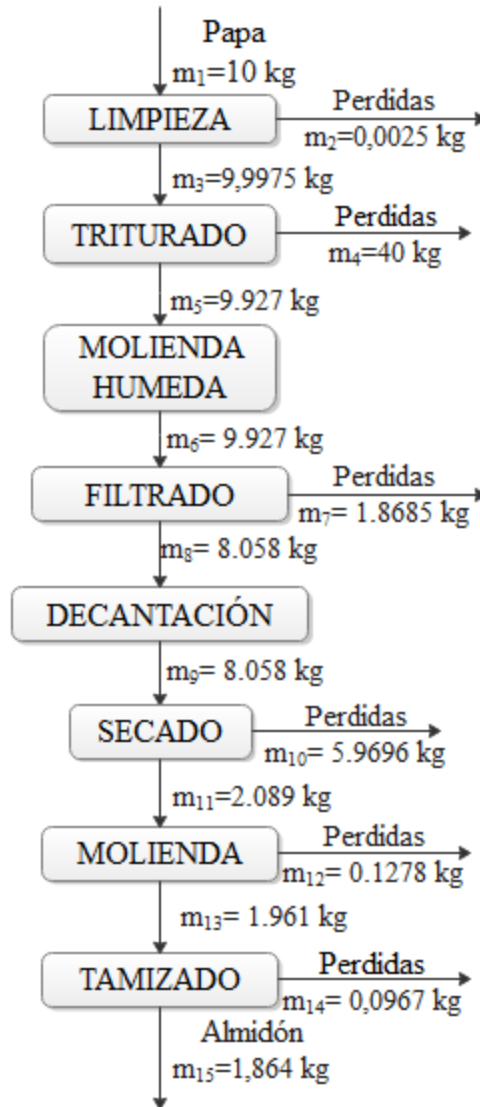 Papa
m₁=10 kg
LIMPIEZA
Perdidas
m₂=0,0025 kg
m₃=9,9975 kg
TRITURADO
Perdidas
m₄=40 kg
m₅=9.927 kg
MOLIENDA
HUMEDA
m₆= 9.927 kg
FILTRADO
Perdidas
m₇= 1.8685 kg
m₈= 8.058 kg
DECANTACIÓN
m₉= 8.058 kg
SECADO
Perdidas
m₁₀= 5.9696 kg
m₁₁=2.089 kg
MOLIENDA
Perdidas
m₁₂= 0.1278 kg
m₁₃= 1.961 kg
TAMIZADO
Perdidas
m₁₄= 0,0967 kg
Almidón
m₁₅=1,864 kg